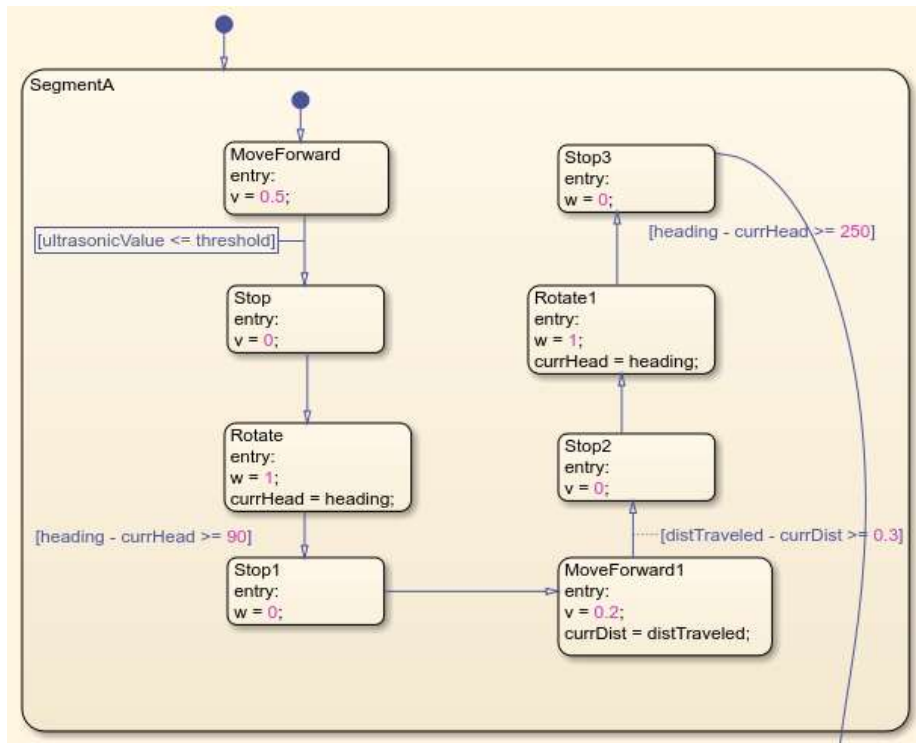 SegmentA
MoveForward
entry:
v = 0.5;
[ultrasonicValue <= threshold]
Stop
entry:
v = 0;
Rotate
entry:
w = 1;
currHead = heading;
[heading - currHead >= 90]
Stop1
entry:
w = 0;
MoveForward1
entry:
v = 0.2;
currDist = distTraveled;
[distTraveled - currDist >= 0.3]
Stop2
entry:
v = 0;
Rotate1
entry:
w = 1;
currHead = heading;
[heading - currHead >= 250]
Stop3
entry:
w = 0;